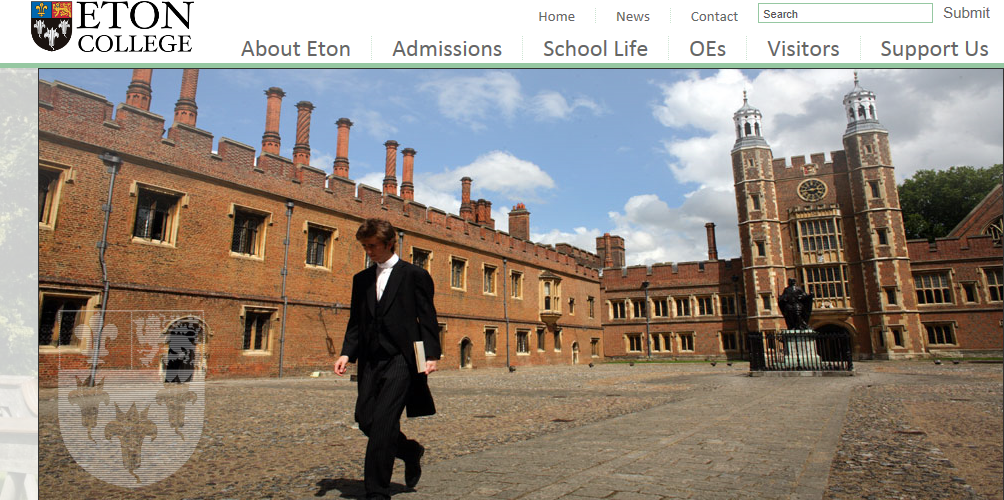 ETON
COLLEGE
Home News Contact Search Submit
About Eton Admissions School Life OEs Visitors Support Us